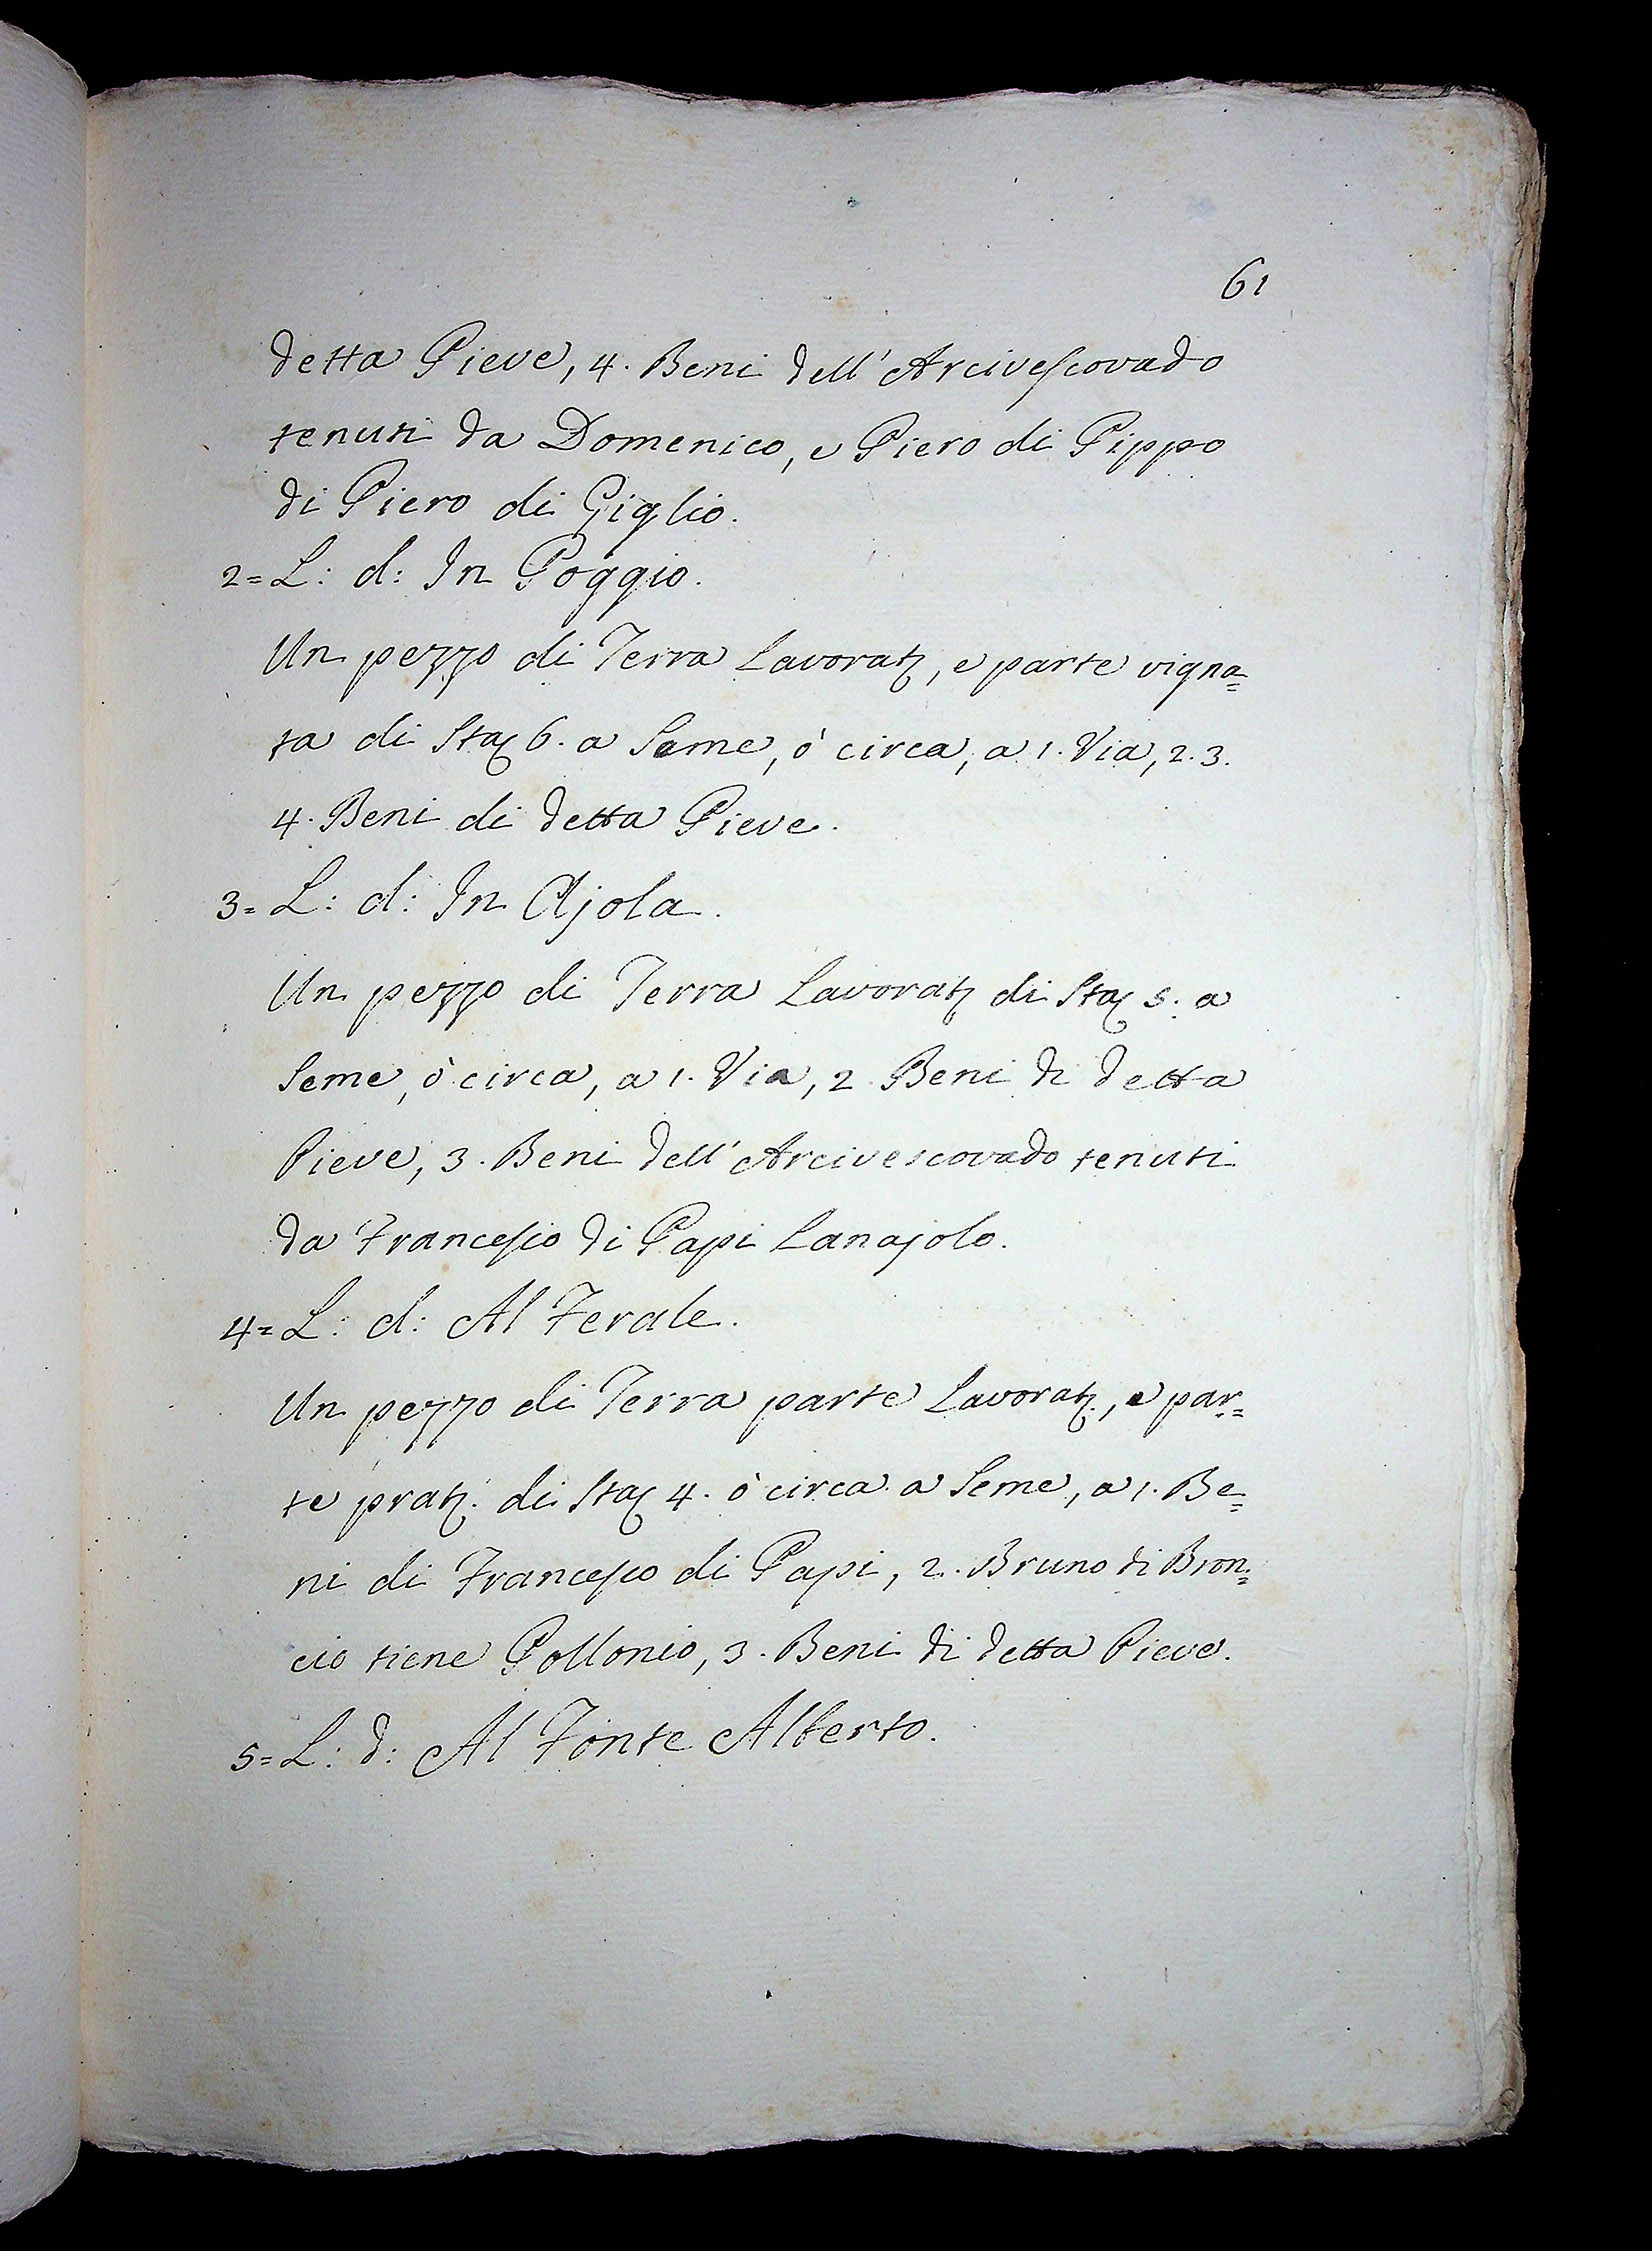 61
detta Pieve, 4. Beni dell'Arcivescovado
tenuti da Domenico, e Piero di Pippo
di Piero di Giglio.
2= L: d: In Poggio.
Un pezzo di Terra Lavorat, e parte vigna=
ta di Sta 6. a Seme, ò circa, a 1. Via, 2. 3.
4. Beni di detta Pieve.
3= L: d: In Ajola.
Un pezzo di Terra Lavorat di Sta 5. a
Seme, ò circa, a 1. Via, 2 Beni di detta
Pieve, 3. Beni dell'Arcivescovado tenuti
da Francesco di Papi Lanajolo.
4= L: d: Al Ferale.
Un pezzo di Terra parte Lavorat., e par=
te prat. di Sta 4. ò circa a Seme, a 1. Be=
ni di Francesco di Papi, 2. Bruno di Bron=
cio tiene Pollonio, 3. Beni di detta Pieve.
5= L: d: Al Fonte Alberto.